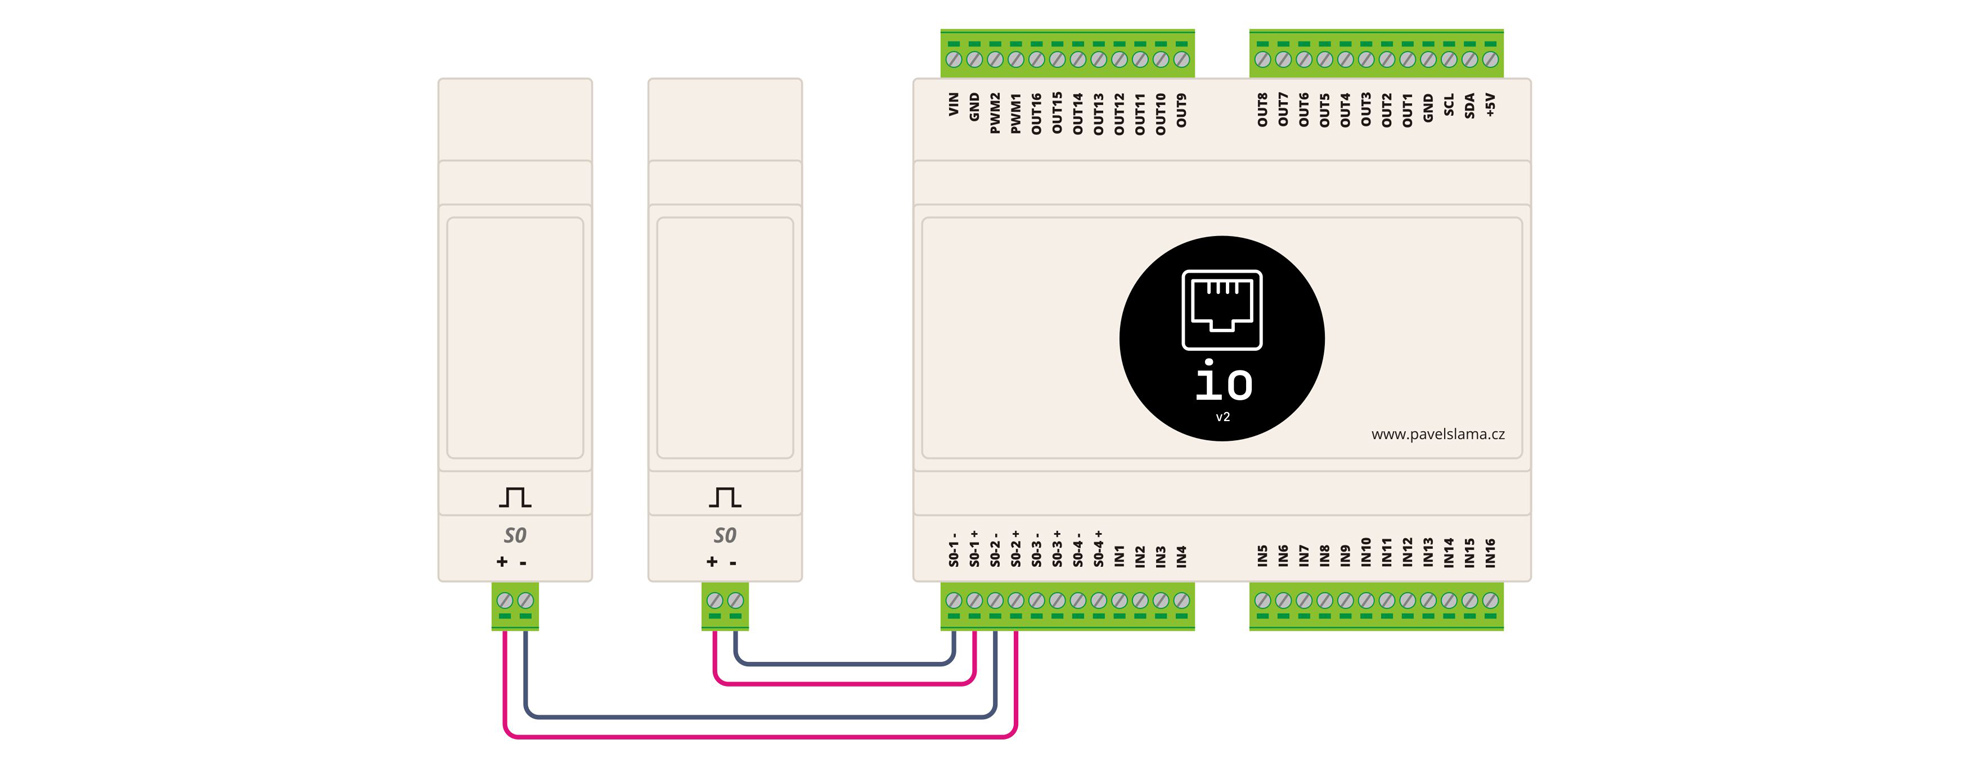 VIN
GND
PWM2
PWM1
OUT16
OUT15
OUT14
OUT13
OUT12
OUT11
OUT10
OUT9
OUT8
OUT7
OUT6
OUT5
OUT4
OUT3
OUT2
OUT1
GND
SCL
SDA
+5V
io
v2
www.pavelslama.cz
S0
+ -
S0
+ -
S0-1 -
S0-1 +
S0-2 -
S0-2 +
S0-3 -
S0-3 +
S0-4 -
S0-4 +
IN1
IN2
IN3
IN4
IN5
IN6
IN7
IN8
IN9
IN10
IN11
IN12
IN13
IN14
IN15
IN16